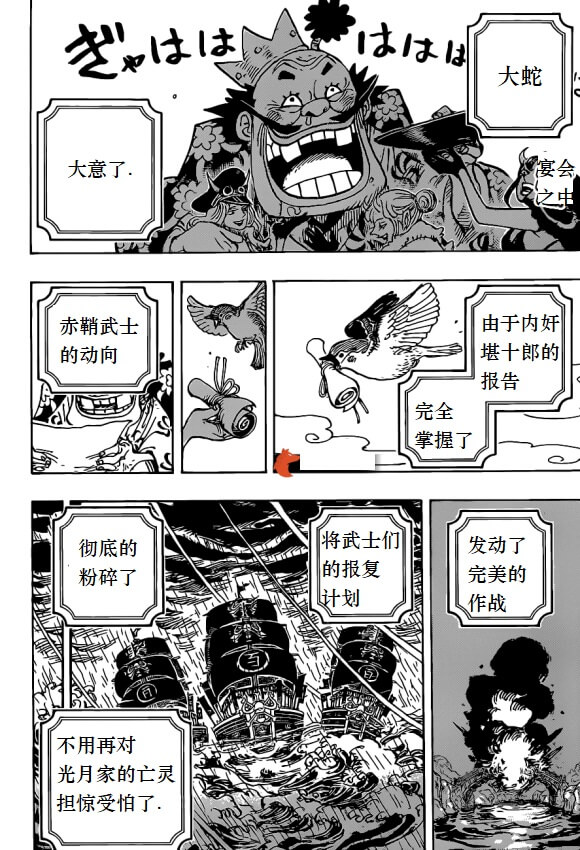 ぎゃはは
ははは
大蛇
宴会
之中
大意了.
由于内奸
堪十郎的
报告
完全
掌握了
赤鞘武士
的动向
发动了
完美的
作战
将武士们
的报复
计划
彻底的
粉碎了
百
不用再对
光月家的亡灵
担惊受怕了.